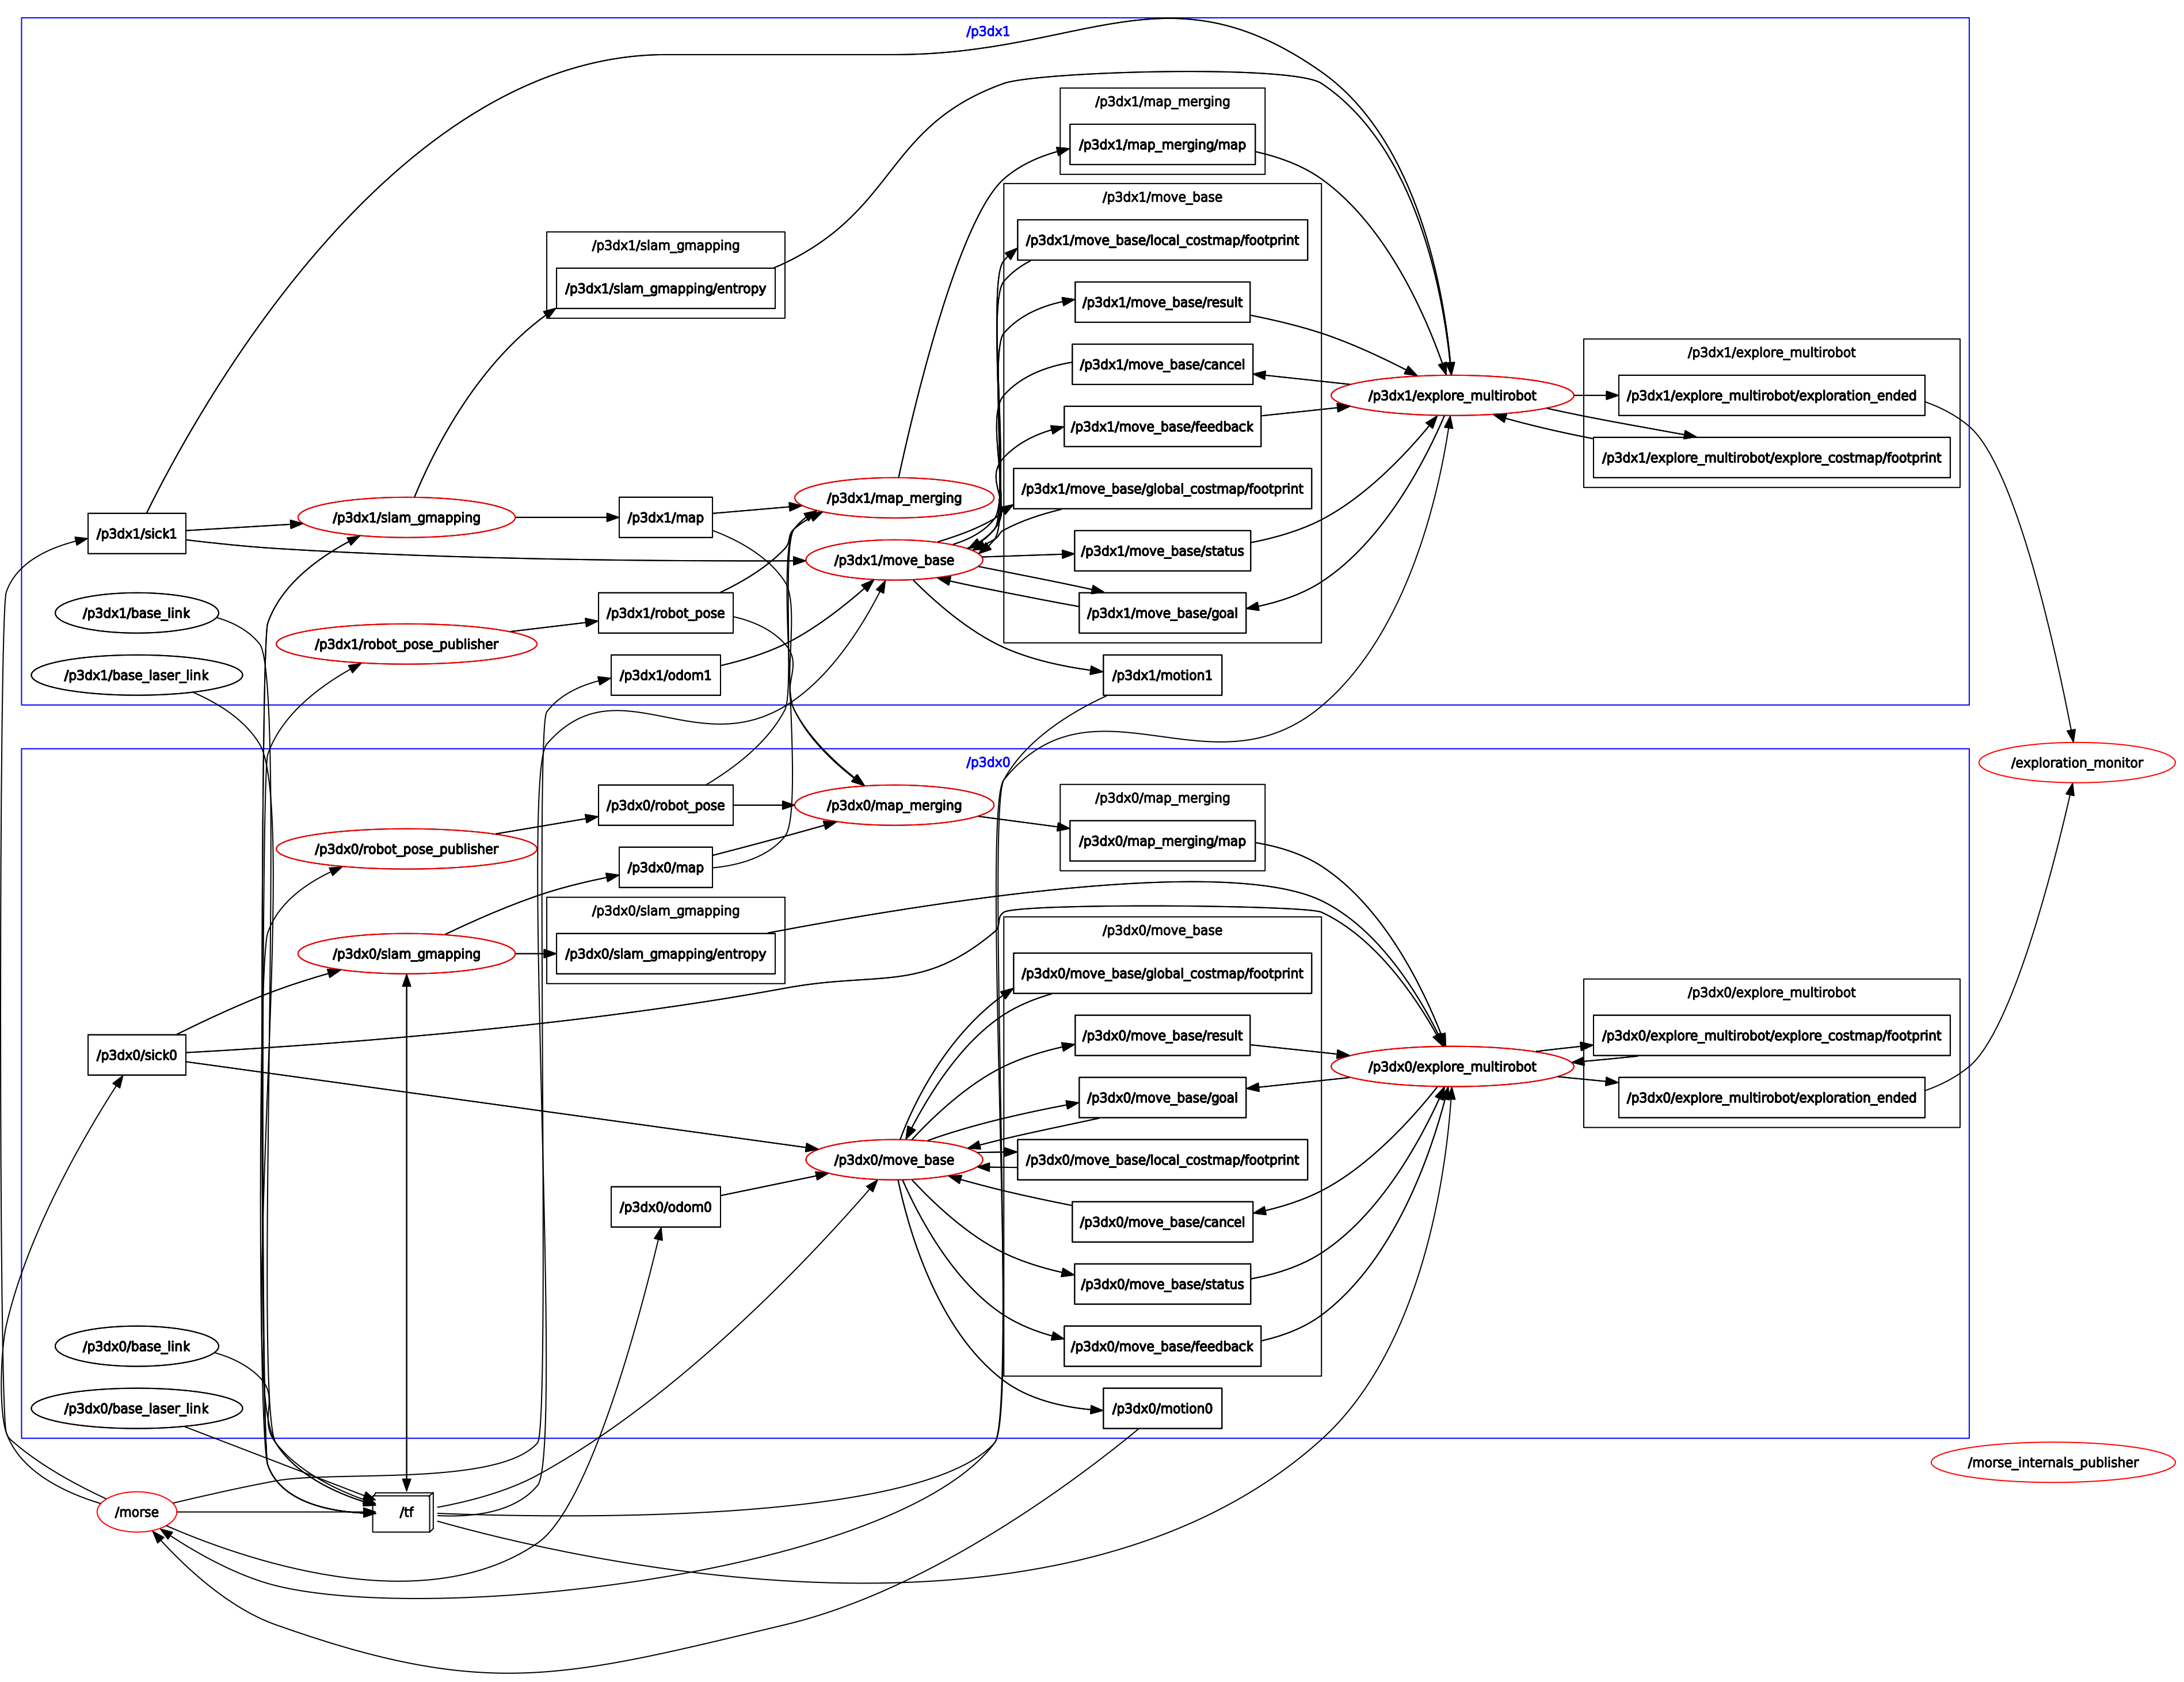 /p3dx1
/p3dx1/map_merging
/p3dx1/map_merging/map
/p3dx1/move_base
/p3dx1/move_base/local_costmap/footprint
/p3dx1/slam_gmapping
/p3dx1/slam_gmapping/entropy
/p3dx1/move_base/result
/p3dx1/move_base/cancel
/p3dx1/explore_multirobot
/p3dx1/explore_multirobot
/p3dx1/explore_multirobot/exploration_ended
/p3dx1/move_base/feedback
/p3dx1/explore_multirobot/explore_costmap/footprint
/p3dx1/move_base/global_costmap/footprint
/p3dx1/map_merging
/p3dx1/slam_gmapping
/p3dx1/map
/p3dx1/sick1
/p3dx1/move_base
/p3dx1/move_base/status
/p3dx1/base_link
/p3dx1/robot_pose
/p3dx1/move_base/goal
/p3dx1/robot_pose_publisher
/p3dx1/base_laser_link
/p3dx1/odom1
/p3dx1/motion1
/p3dx0
/exploration_monitor
/p3dx0/robot_pose
/p3dx0/map_merging
/p3dx0/map_merging
/p3dx0/map_merging/map
/p3dx0/robot_pose_publisher
/p3dx0/map
/p3dx0/slam_gmapping
/p3dx0/slam_gmapping
/p3dx0/slam_gmapping/entropy
/p3dx0/move_base
/p3dx0/move_base/global_costmap/footprint
/p3dx0/explore_multirobot
/p3dx0/sick0
/p3dx0/move_base/result
/p3dx0/explore_multirobot/explore_costmap/footprint
/p3dx0/explore_multirobot
/p3dx0/move_base/goal
/p3dx0/explore_multirobot/exploration_ended
/p3dx0/move_base
/p3dx0/move_base/local_costmap/footprint
/p3dx0/odom0
/p3dx0/move_base/cancel
/p3dx0/move_base/status
/p3dx0/base_link
/p3dx0/move_base/feedback
/p3dx0/base_laser_link
/p3dx0/motion0
/morse_internals_publisher
/morse
/tf